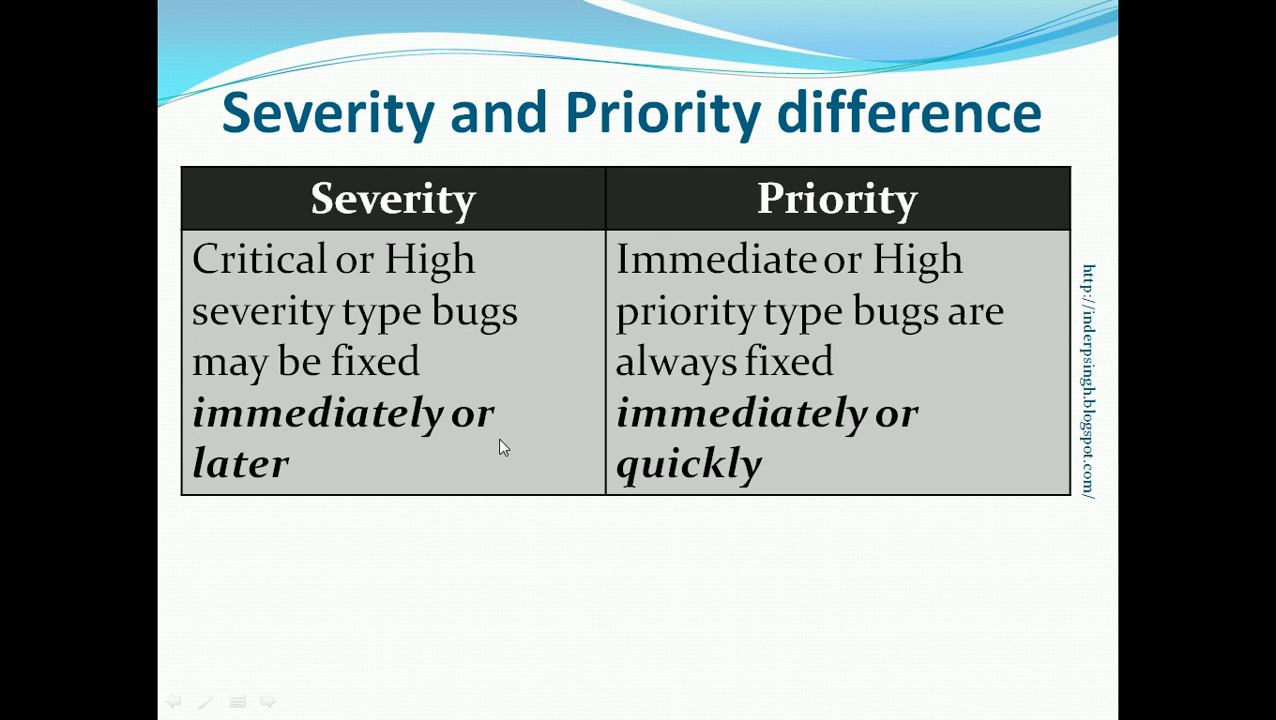 Severity and Priority difference
Severity
Priority
Critical or High
severity type bugs
may be fixed
immediately or
later
Immediate or High
priority type bugs are
always fixed
immediately or
quickly
http://inderpsingh.blogspot.com/